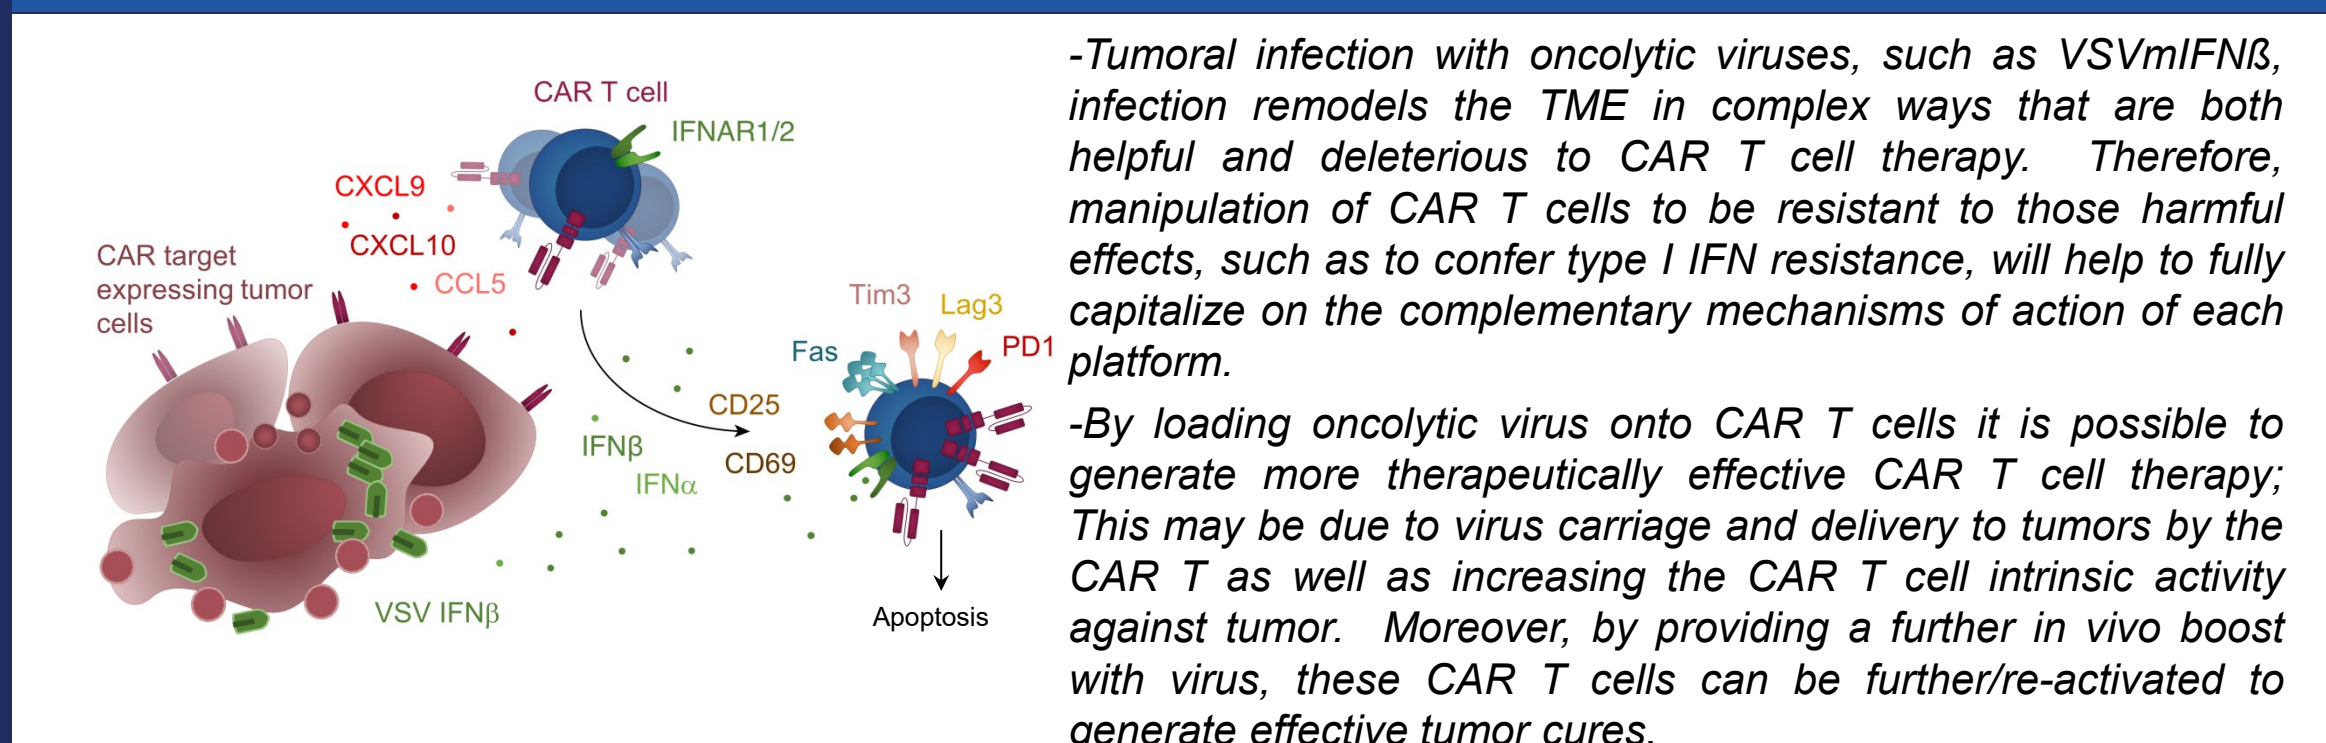 CAR T cell
IFNAR1/2
CXCL9
CXCL10
CCL5
CAR target
expressing tumor
cells
Tim3
Lag3
Fas
PD1
CD25
IFNβ
CD69
IFNα
VSV IFNβ
Apoptosis
-Tumoral infection with oncolytic viruses, such as VSVmIFNß,
infection remodels the TME in complex ways that are both
helpful and deleterious to CAR T cell therapy. Therefore,
manipulation of CAR T cells to be resistant to those harmful
effects, such as to confer type I IFN resistance, will help to fully
capitalize on the complementary mechanisms of action of each
platform.
-By loading oncolytic virus onto CAR T cells it is possible to
generate more therapeutically effective CAR T cell therapy;
This may be due to virus carriage and delivery to tumors by the
CAR T as well as increasing the CAR T cell intrinsic activity
against tumor. Moreover, by providing a further in vivo boost
with virus, these CAR T cells can be further/re-activated to
generate effective tumor cures.